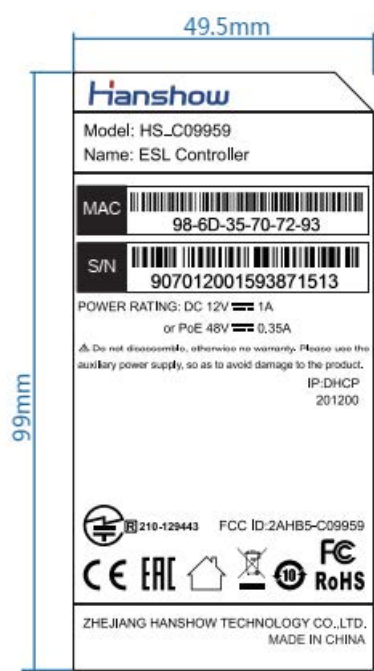 49.5mm
99mm
Hanshow
Model: HS_C09959
Name: ESL Controller
MAC
98-6D-35-70-72-93
S/N
907012001593871513
POWER RATING: DC 12V 1A
or PoE 48V 0.35A
⚠ Do not disassemble, otherwise no warranty. Please use the
auxiliary power supply, so as to avoid damage to the product.
IP:DHCP
201200
R 210-129443 FCC ID:2AHB5-C09959
CE EAC 10 FC RoHS
ZHEJIANG HANSHOW TECHNOLOGY CO.,LTD.
MADE IN CHINA